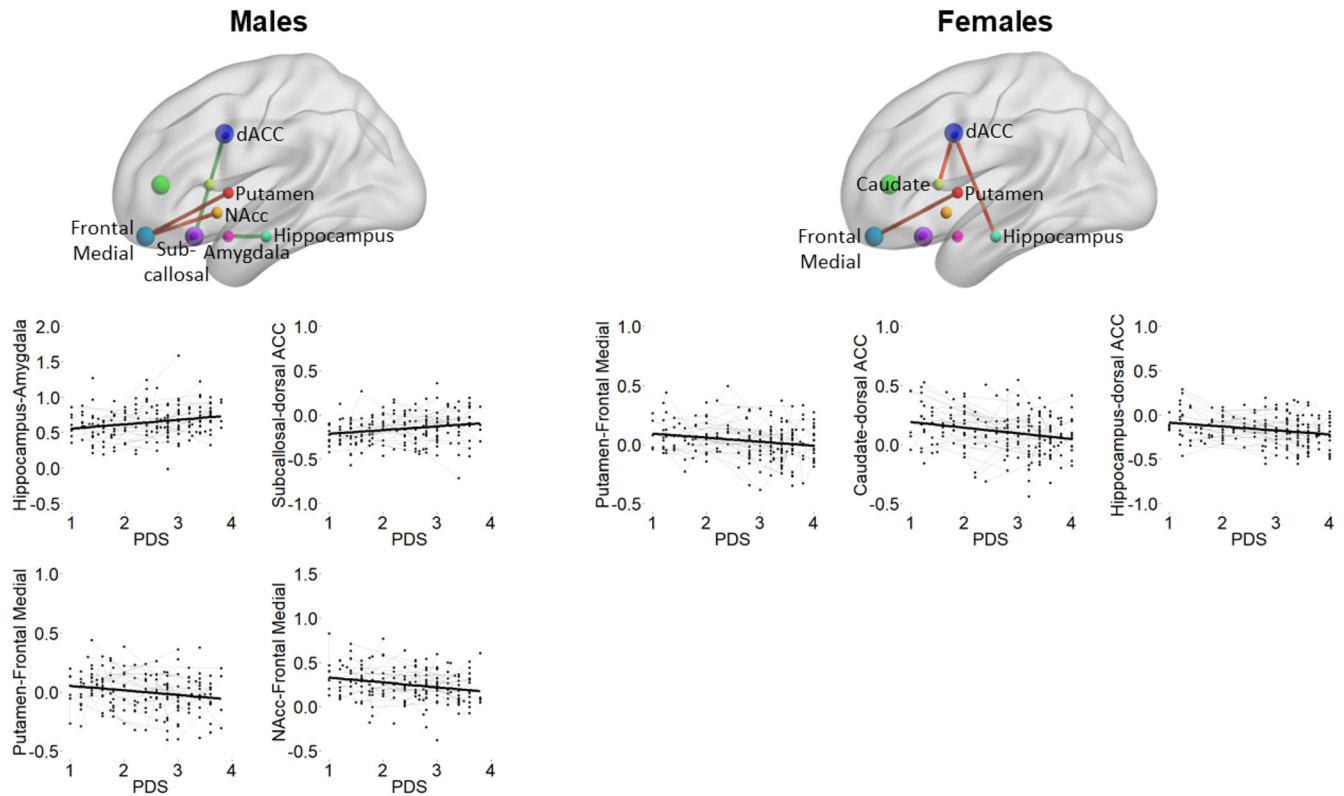 Males
Females
dACC
Putamen
NAcc
Frontal
Medial
Sub-
callosal
Amygdala
Hippocampus
dACC
Caudate
Putamen
Frontal
Medial
Hippocampus
Hippocampus-Amygdala
2.0
1.5
1.0
0.5
0.0
-0.5
1 2 3 4
PDS
Subcallosal-dorsal ACC
1.0
0.5
0.0
-0.5
-1.0
1 2 3 4
PDS
Putamen-Frontal Medial
1.0
0.5
0.0
-0.5
1 2 3 4
PDS
Caudate-dorsal ACC
1.0
0.5
0.0
-0.5
1 2 3 4
PDS
Hippocampus-dorsal ACC
1.0
0.5
0.0
-0.5
-1.0
1 2 3 4
PDS
Putamen-Frontal Medial
1.0
0.5
0.0
-0.5
1 2 3 4
PDS
NAcc-Frontal Medial
1.5
1.0
0.5
0.0
-0.5
1 2 3 4
PDS